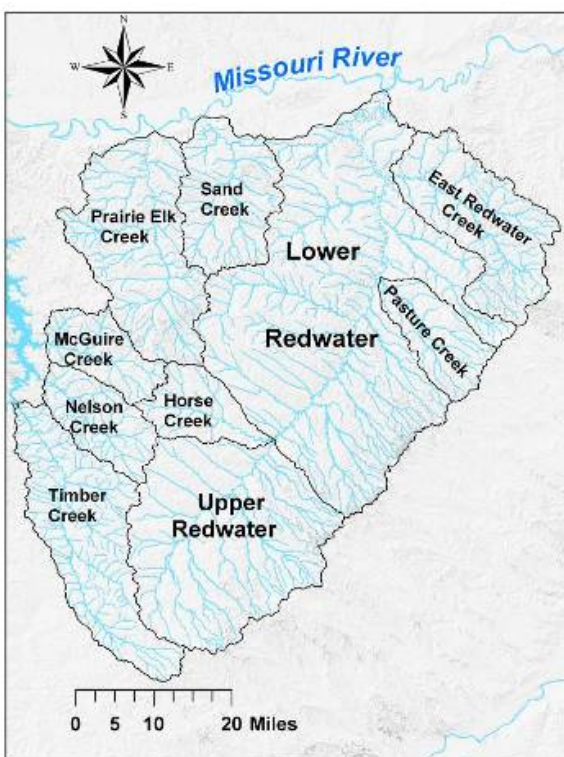 N
W E
S
Missouri River
Sand
Creek
Prairie Elk
Creek
East Redwater
Creek
Lower
Redwater
Pasture Creek
McGuire
Creek
Nelson
Creek
Horse
Creek
Timber
Creek
Upper
Redwater
0 5 10 20 Miles